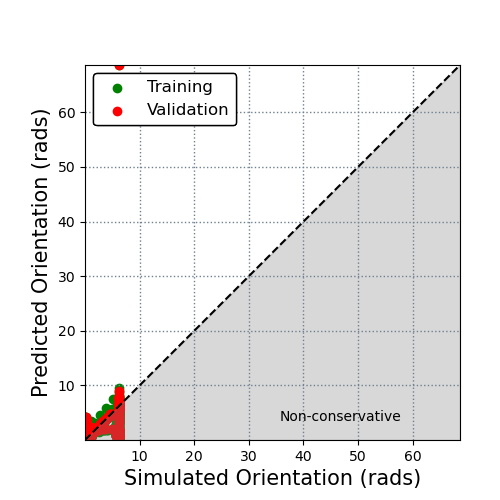 Training
Validation
Predicted Orientation (rads)
60
50
40
30
20
10
Non-conservative
10 20 30 40 50 60
Simulated Orientation (rads)